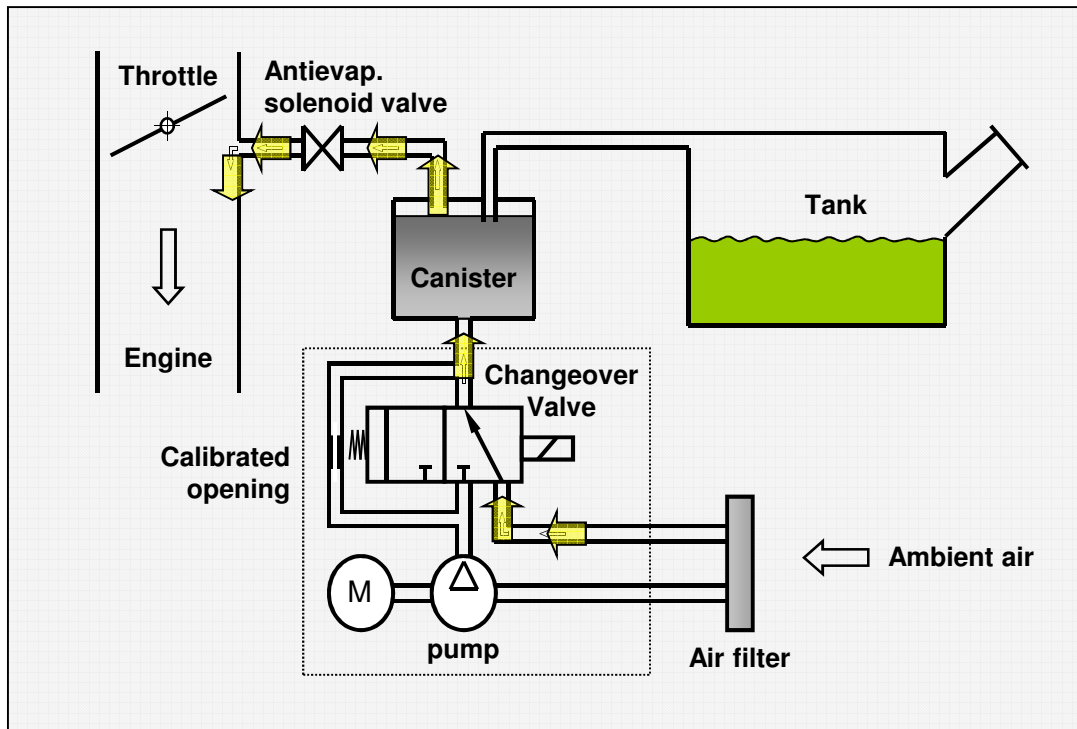 Throttle
Antievap.
solenoid valve
Tank
Canister
Engine
Changeover
Valve
Calibrated
opening
Ambient air
M
pump
Air filter